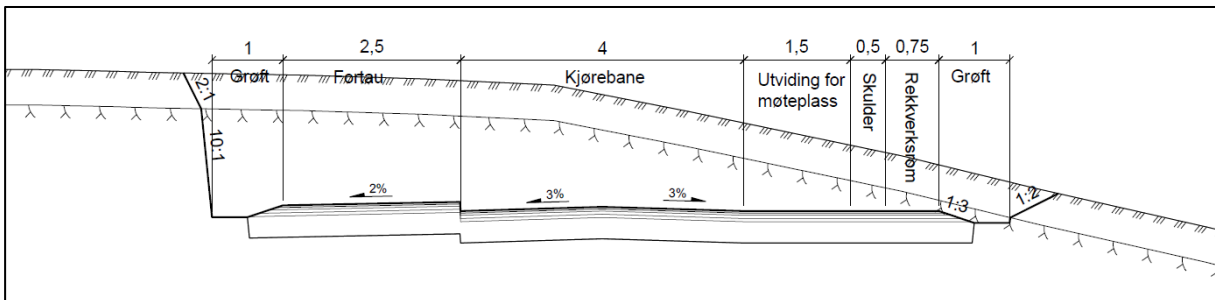 1 2,5 4 1,5 0,5 0,75 1
Grøft Fortau Kjørebane Utviding for Skulder Rekkverksrom Grøft
møteplass
2:1
10:1
2% 3% 3%
1:3 1:2